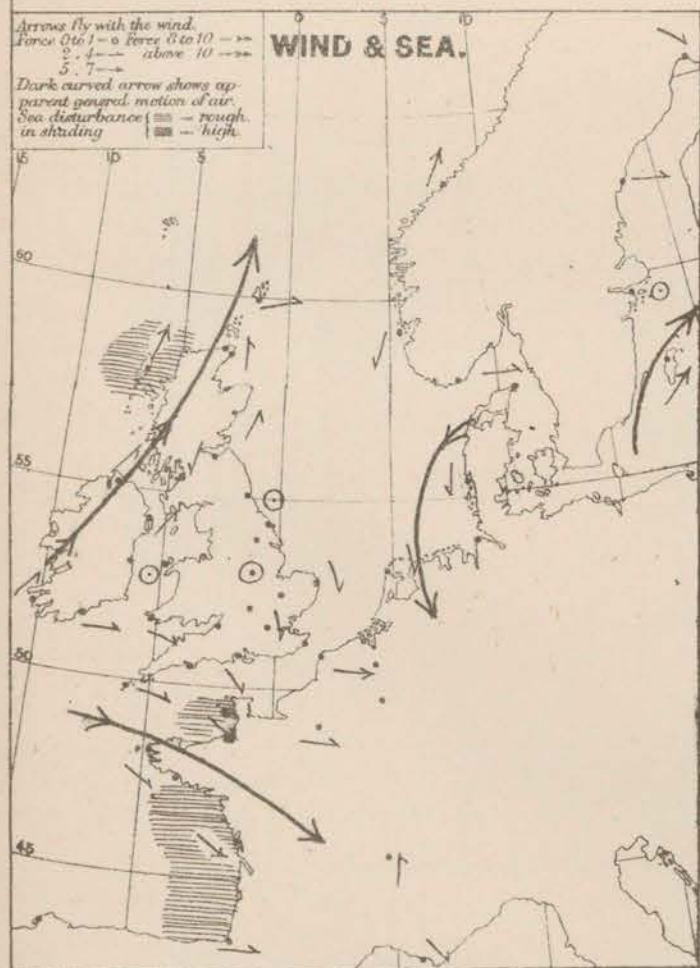 WIND & SEA.
Arrows fly with the wind.
Force 0 to 1 Force 8 to 10
2 . 4 above 10
5 . 7
Dark curved arrow shows ap-
parent general motion of air.
Sea disturbance { — rough.
in shading { — high.
0 10
15 10 5
60
55
50
45